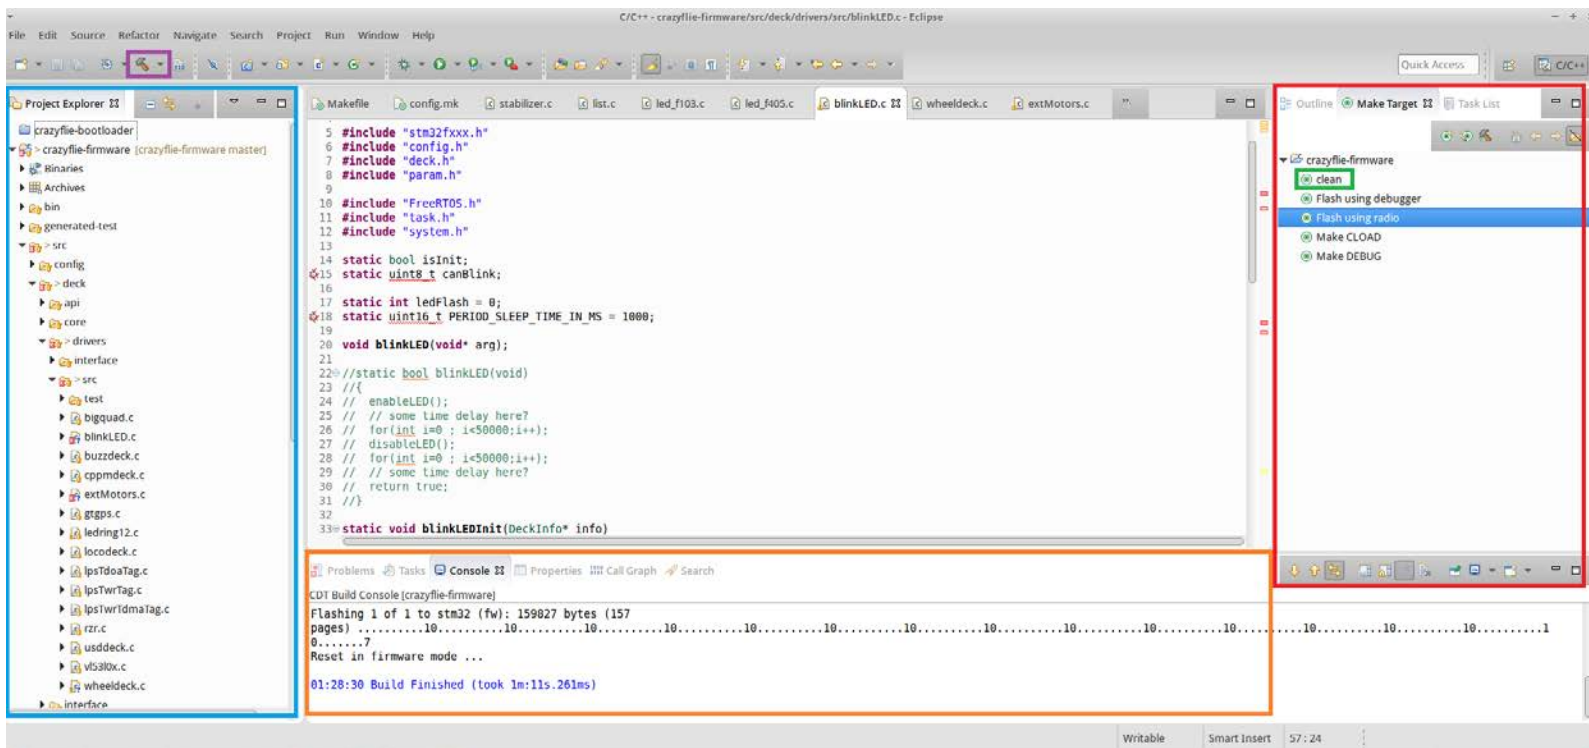 C/C++ - crazyflie-firmware/src/deck/drivers/src/blinkLED.c - Eclipse
File Edit Source Refactor Navigate Search Project Run Window Help
Quick Access
C/C++
Project Explorer
crazyflie-bootloader
> crazyflie-firmware [crazyflie-firmware master]
Binaries
Archives
bin
generated-test
> src
config
> deck
api
core
> drivers
interface
> src
test
bigquad.c
blinkLED.c
buzzdeck.c
cppmdeck.c
extMotors.c
gtgps.c
ledring12.c
locodeck.c
lpsTdoaTag.c
lpsTwrTag.c
lpsTwrTdmaTag.c
rzr.c
usddeck.c
vl53l0x.c
wheeldeck.c
interface
Makefile config.mk stabilizer.c list.c led_f103.c led_f405.c blinkLED.c wheeldeck.c extMotors.c
5 #include "stm32fxxx.h"
6 #include "config.h"
7 #include "deck.h"
8 #include "param.h"
9
10 #include "FreeRTOS.h"
11 #include "task.h"
12 #include "system.h"
13
14 static bool isInit;
15 static uint8_t canBlink;
16
17 static int ledFlash = 0;
18 static uint16_t PERIOD_SLEEP_TIME_IN_MS = 1000;
19
20 void blinkLED(void* arg);
21
22 //static bool blinkLED(void)
23 //{
24 // enableLED();
25 // // some time delay here?
26 // for(int i=0 ; i<50000;i++);
27 // disableLED();
28 // for(int i=0 ; i<50000;i++);
29 // // some time delay here?
30 // return true;
31 //}
32
33 static void blinkLEDInit(DeckInfo* info)
Outline Make Target Task List
crazyflie-firmware
clean
Flash using debugger
Flash using radio
Make CLOAD
Make DEBUG
Problems Tasks Console Properties Call Graph Search
CDT Build Console [crazyflie-firmware]
Flashing 1 of 1 to stm32 (fw): 159827 bytes (157
pages) ..........10.........10.........10.........10.........10.........10.........10.........10.........10.........10.........10.........10.........10.........10.........1
0.......7
Reset in firmware mode ...
01:28:30 Build Finished (took 1m:11s.261ms)
Writable Smart Insert 57 : 24